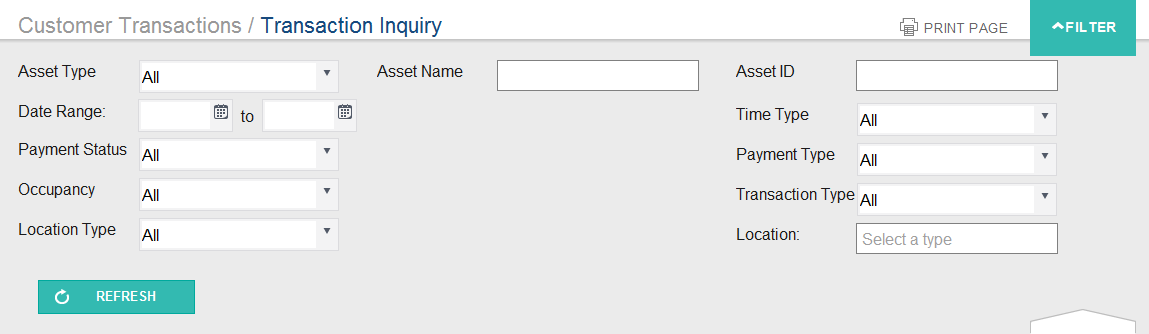 Customer Transactions / Transaction Inquiry
PRINT PAGE
FILTER
Asset Type All Asset Name Asset ID
Date Range: to Time Type All
Payment Status All Payment Type All
Occupancy All Transaction Type All
Location Type All Location: Select a type
REFRESH